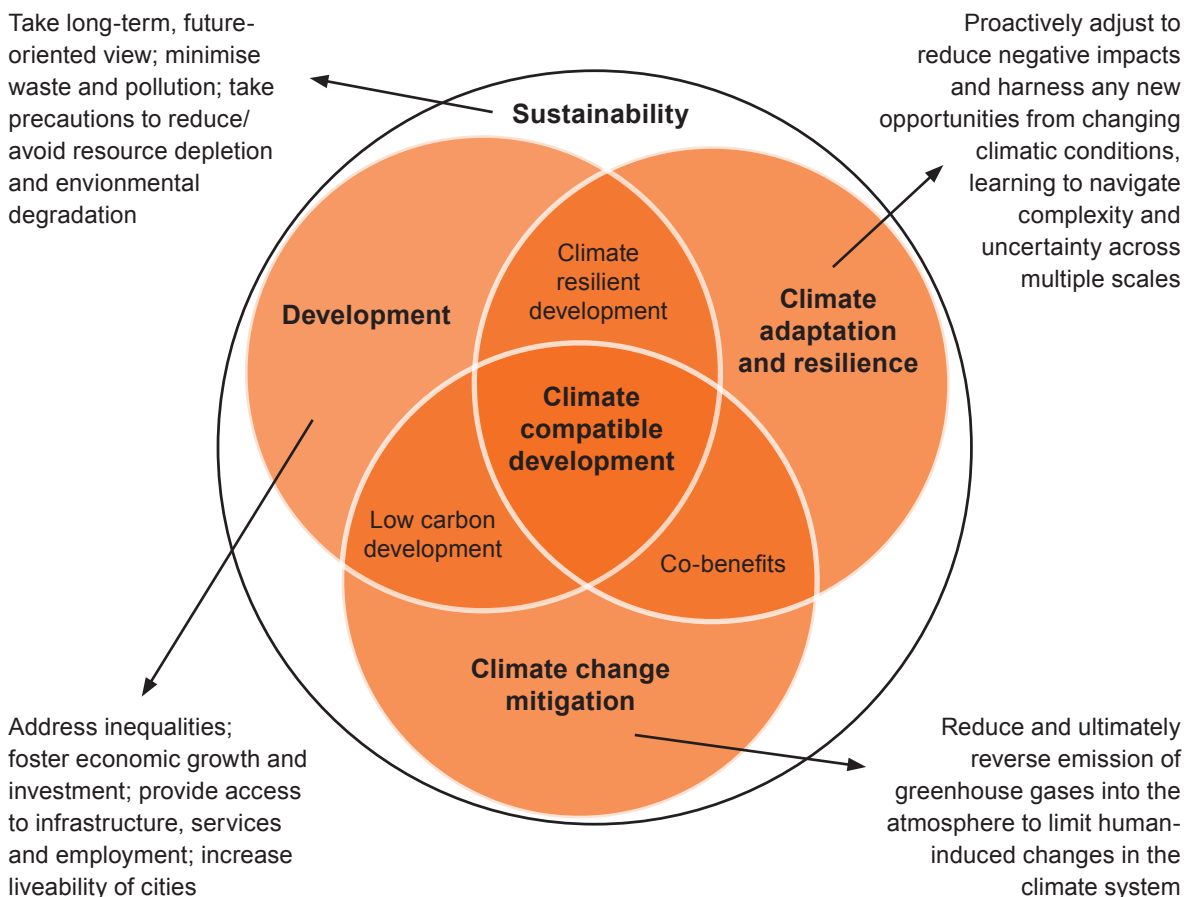 Take long-term, future-
oriented view; minimise
waste and pollution; take
precautions to reduce/
avoid resource depletion
and envionmental
degradation
Proactively adjust to
reduce negative impacts
and harness any new
opportunities from changing
climatic conditions,
learning to navigate
complexity and
uncertainty across
multiple scales
Sustainability
Development
Climate
resilient
development
Climate
adaptation
and resilience
Climate
compatible
development
Low carbon
development
Co-benefits
Climate change
mitigation
Address inequalities;
foster economic growth and
investment; provide access
to infrastructure, services
and employment; increase
liveability of cities
Reduce and ultimately
reverse emission of
greenhouse gases into the
atmosphere to limit human-
induced changes in the
climate system